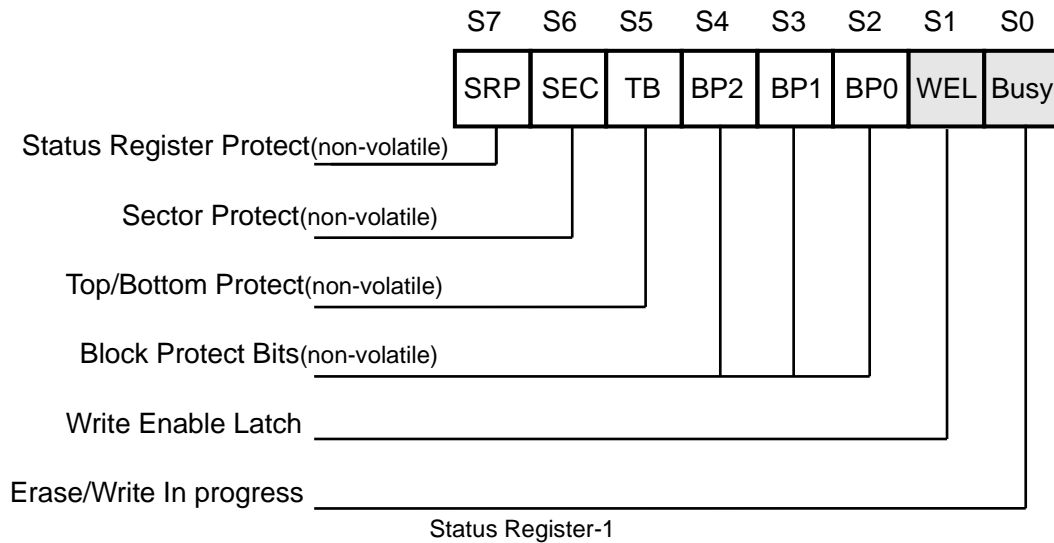 S7 S6 S5 S4 S3 S2 S1 S0
SRP SEC TB BP2 BP1 BP0 WEL Busy
Status Register Protect(non-volatile)
Sector Protect(non-volatile)
Top/Bottom Protect(non-volatile)
Block Protect Bits(non-volatile)
Write Enable Latch
Erase/Write In progress
Status Register-1